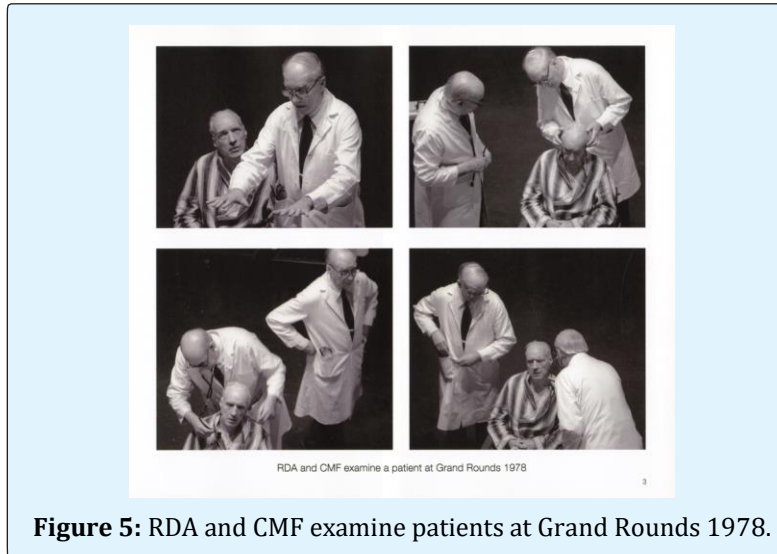 RDA and CMF examine a patient at Grand Rounds 1978
3
Figure 5: RDA and CMF examine patients at Grand Rounds 1978.